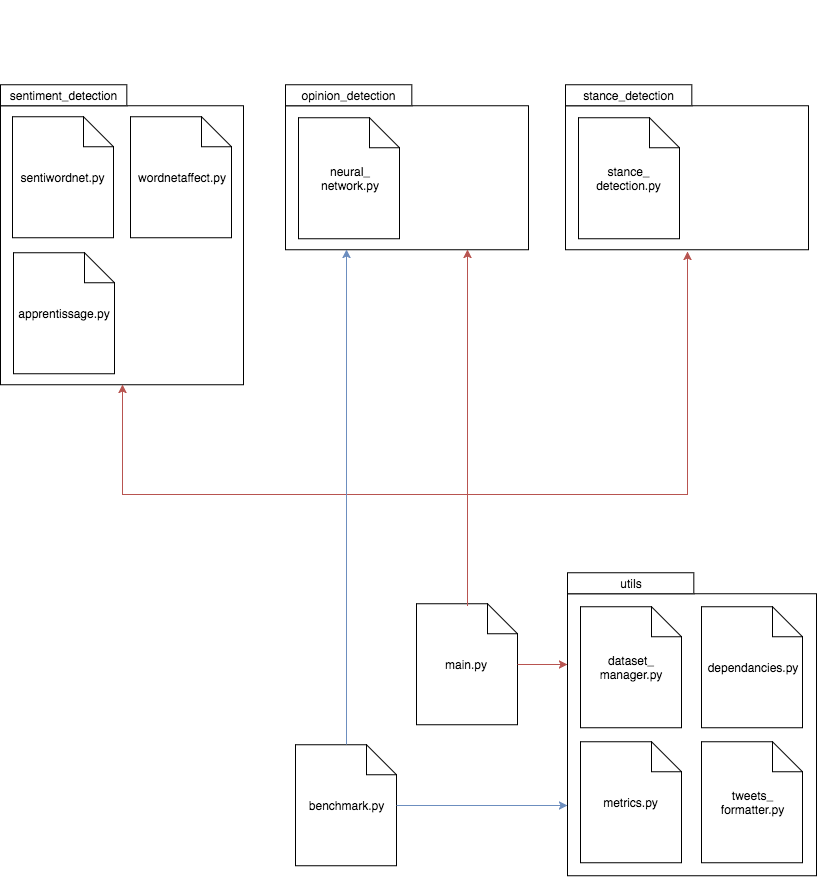 sentiment_detection
opinion_detection
stance_detection
sentiwordnet.py
wordnetaffect.py
neural_
network.py
stance_
detection.py
apprentissage.py
utils
main.py
dataset_
manager.py
dependancies.py
benchmark.py
metrics.py
tweets_
formatter.py